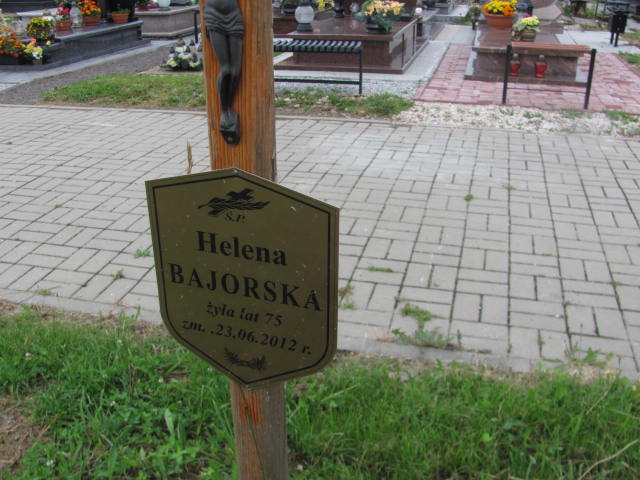 Ś.P.
Helena
BAJORSKA
żyła lat 75
zm. .23.06.2012 r.